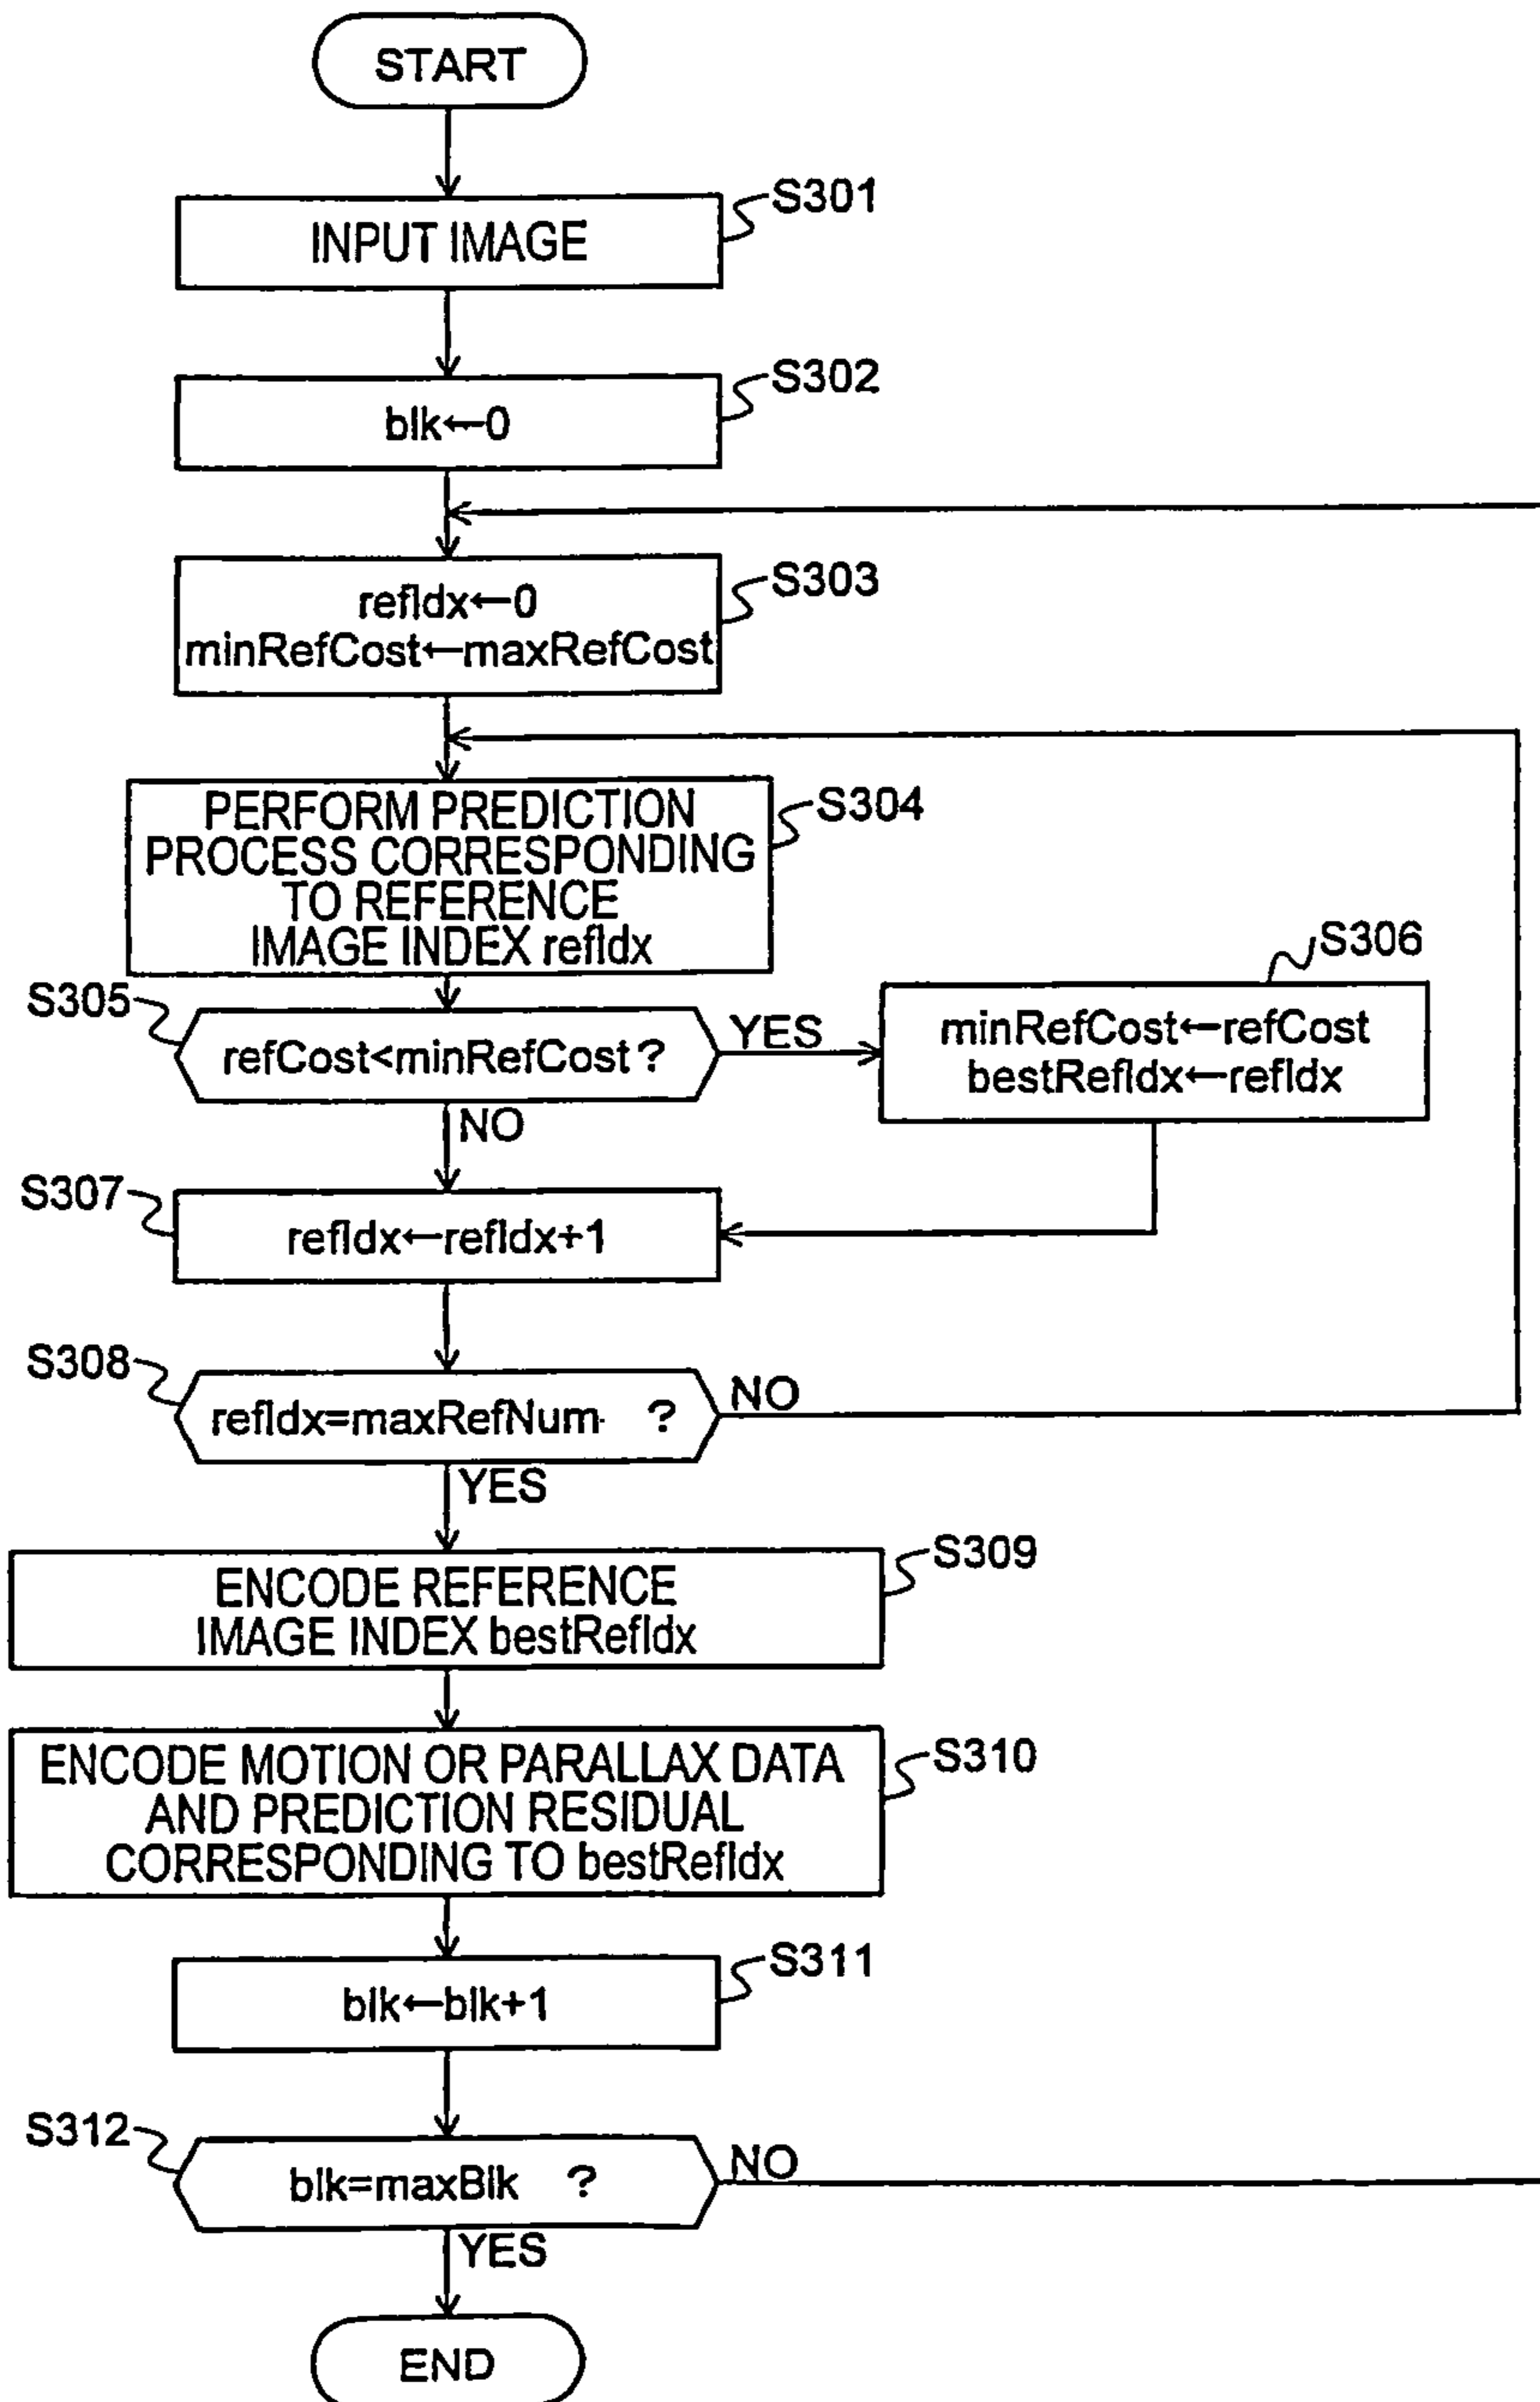 START
S301
INPUT IMAGE
S302
blk←0
S303
refIdx←0
minRefCost←maxRefCost
S304
PERFORM PREDICTION
PROCESS CORRESPONDING
TO REFERENCE
IMAGE INDEX refIdx
S305
refCost<minRefCost?
YES
NO
S306
minRefCost←refCost
bestRefIdx←refIdx
S307
refIdx←refIdx+1
S308
refIdx=maxRefNum ?
NO
YES
S309
ENCODE REFERENCE
IMAGE INDEX bestRefIdx
S310
ENCODE MOTION OR PARALLAX DATA
AND PREDICTION RESIDUAL
CORRESPONDING TO bestRefIdx
S311
blk←blk+1
S312
blk=maxBlk ?
NO
YES
END